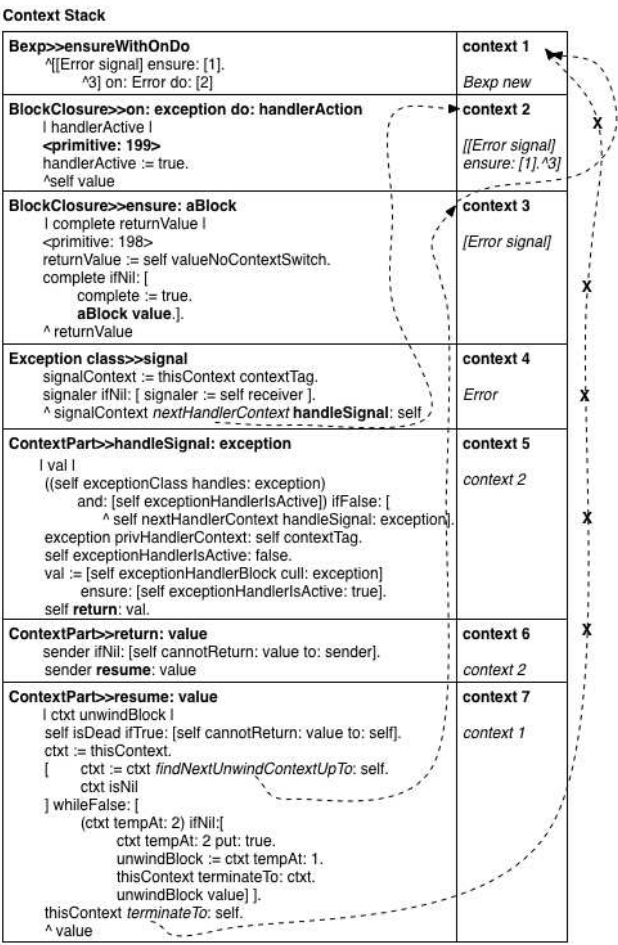 Context Stack
Bexp>>ensureWithOnDo
^[[Error signal] ensure: [1].
^3] on: Error do: [2]
context 1
Bexp new
BlockClosure>>on: exception do: handlerAction
| handlerActive |
<primitive: 199>
handlerActive := true.
^self value
context 2
[[Error signal]
ensure: [1].^3]
X
BlockClosure>>ensure: aBlock
| complete returnValue |
<primitive: 198>
returnValue := self valueNoContextSwitch.
complete ifNil: [
complete := true.
aBlock value.].
^ returnValue
context 3
[Error signal]
X
Exception class>>signal
signalContext := thisContext contextTag.
signaler ifNil: [ signaler := self receiver ].
^ signalContext nextHandlerContext handleSignal: self
context 4
Error
X
ContextPart>>handleSignal: exception
| val |
((self exceptionClass handles: exception)
and: [self exceptionHandlerIsActive]) ifFalse: [
^ self nextHandlerContext handleSignal: exception].
exception privHandlerContext: self contextTag.
self exceptionHandlerIsActive: false.
val := [self exceptionHandlerBlock cull: exception]
ensure: [self exceptionHandlerIsActive: true].
self return: val.
context 5
context 2
X
ContextPart>>return: value
sender ifNil: [self cannotReturn: value to: sender].
sender resume: value
context 6
context 2
X
ContextPart>>resume: value
| ctxt unwindBlock |
self isDead ifTrue: [self cannotReturn: value to: self].
ctxt := thisContext.
[ ctxt := ctxt findNextUnwindContextUpTo: self.
ctxt isNil
] whileFalse: [
(ctxt tempAt: 2) ifNil:[
ctxt tempAt: 2 put: true.
unwindBlock := ctxt tempAt: 1.
thisContext terminateTo: ctxt.
unwindBlock value] ].
thisContext terminateTo: self.
^ value
context 7
context 1